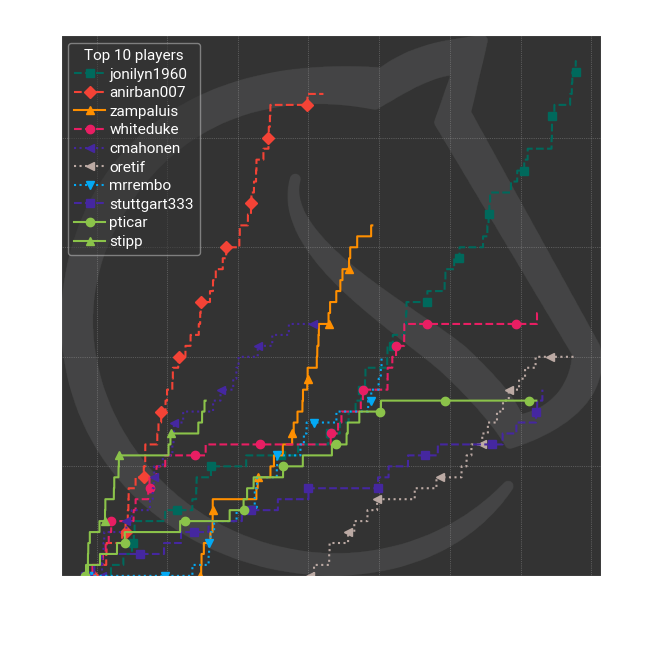 Top 10 players
jonilyn1960
anirban007
zampaluis
whiteduke
cmahonen
oretif
mrrembo
stuttgart333
pticar
stipp